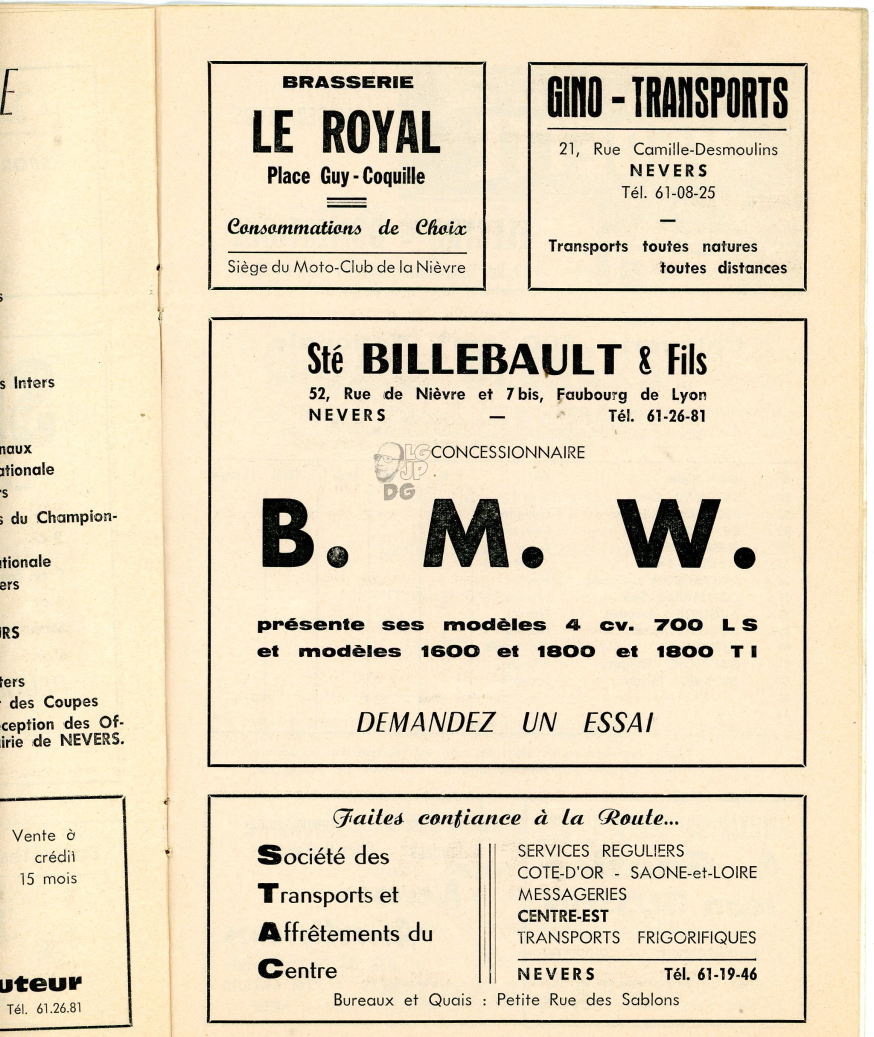 E
s Inters
naux
ationale
rs
s du Champion-
ationale
ers
URS
ters
r des Coupes
ception des Of-
airie de NEVERS.
Vente à
crédit
15 mois
uteur
Tél. 61.26.81
BRASSERIE
LE ROYAL
Place Guy-Coquille
Consommations de Choix
Siège du Moto-Club de la Nièvre
GINO - TRANSPORTS
21, Rue Camille-Desmoulins
NEVERS
Tél. 61-08-25
—
Transports toutes natures
toutes distances
Sté BILLEBAULT & Fils
52, Rue de Nièvre et 7 bis, Faubourg de Lyon
NEVERS — Tél. 61-26-81
LG
JP
DG
CONCESSIONNAIRE
B. M. W.
présente ses modèles 4 cv. 700 LS
et modèles 1600 et 1800 et 1800 TI
DEMANDEZ UN ESSAI
Faites confiance à la Route...
Société des
Transports et
Affrêtements du
Centre
SERVICES REGULIERS
COTE-D'OR - SAONE-et-LOIRE
MESSAGERIES
CENTRE-EST
TRANSPORTS FRIGORIFIQUES
NEVERS Tél. 61-19-46
Bureaux et Quais : Petite Rue des Sablons